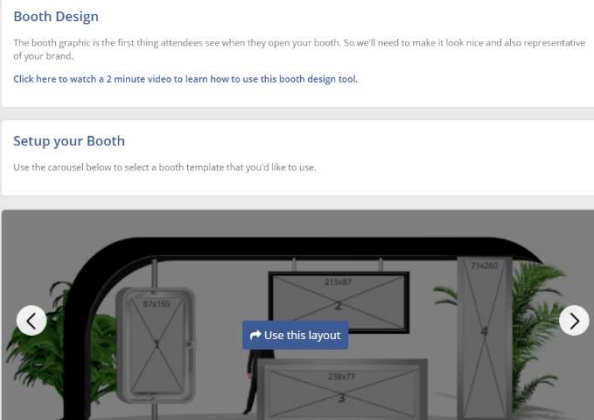 Booth Design
The booth graphic is the first thing attendees see when they open your booth. So we'll need to make it look nice and also representative
of your brand.
Click here to watch a 2 minute video to learn how to use this booth design tool.
Setup your Booth
Use the carousel below to select a booth template that you'd like to use.
71x260
87x155
215x87
2
Use this layout
1
4
238x77
3